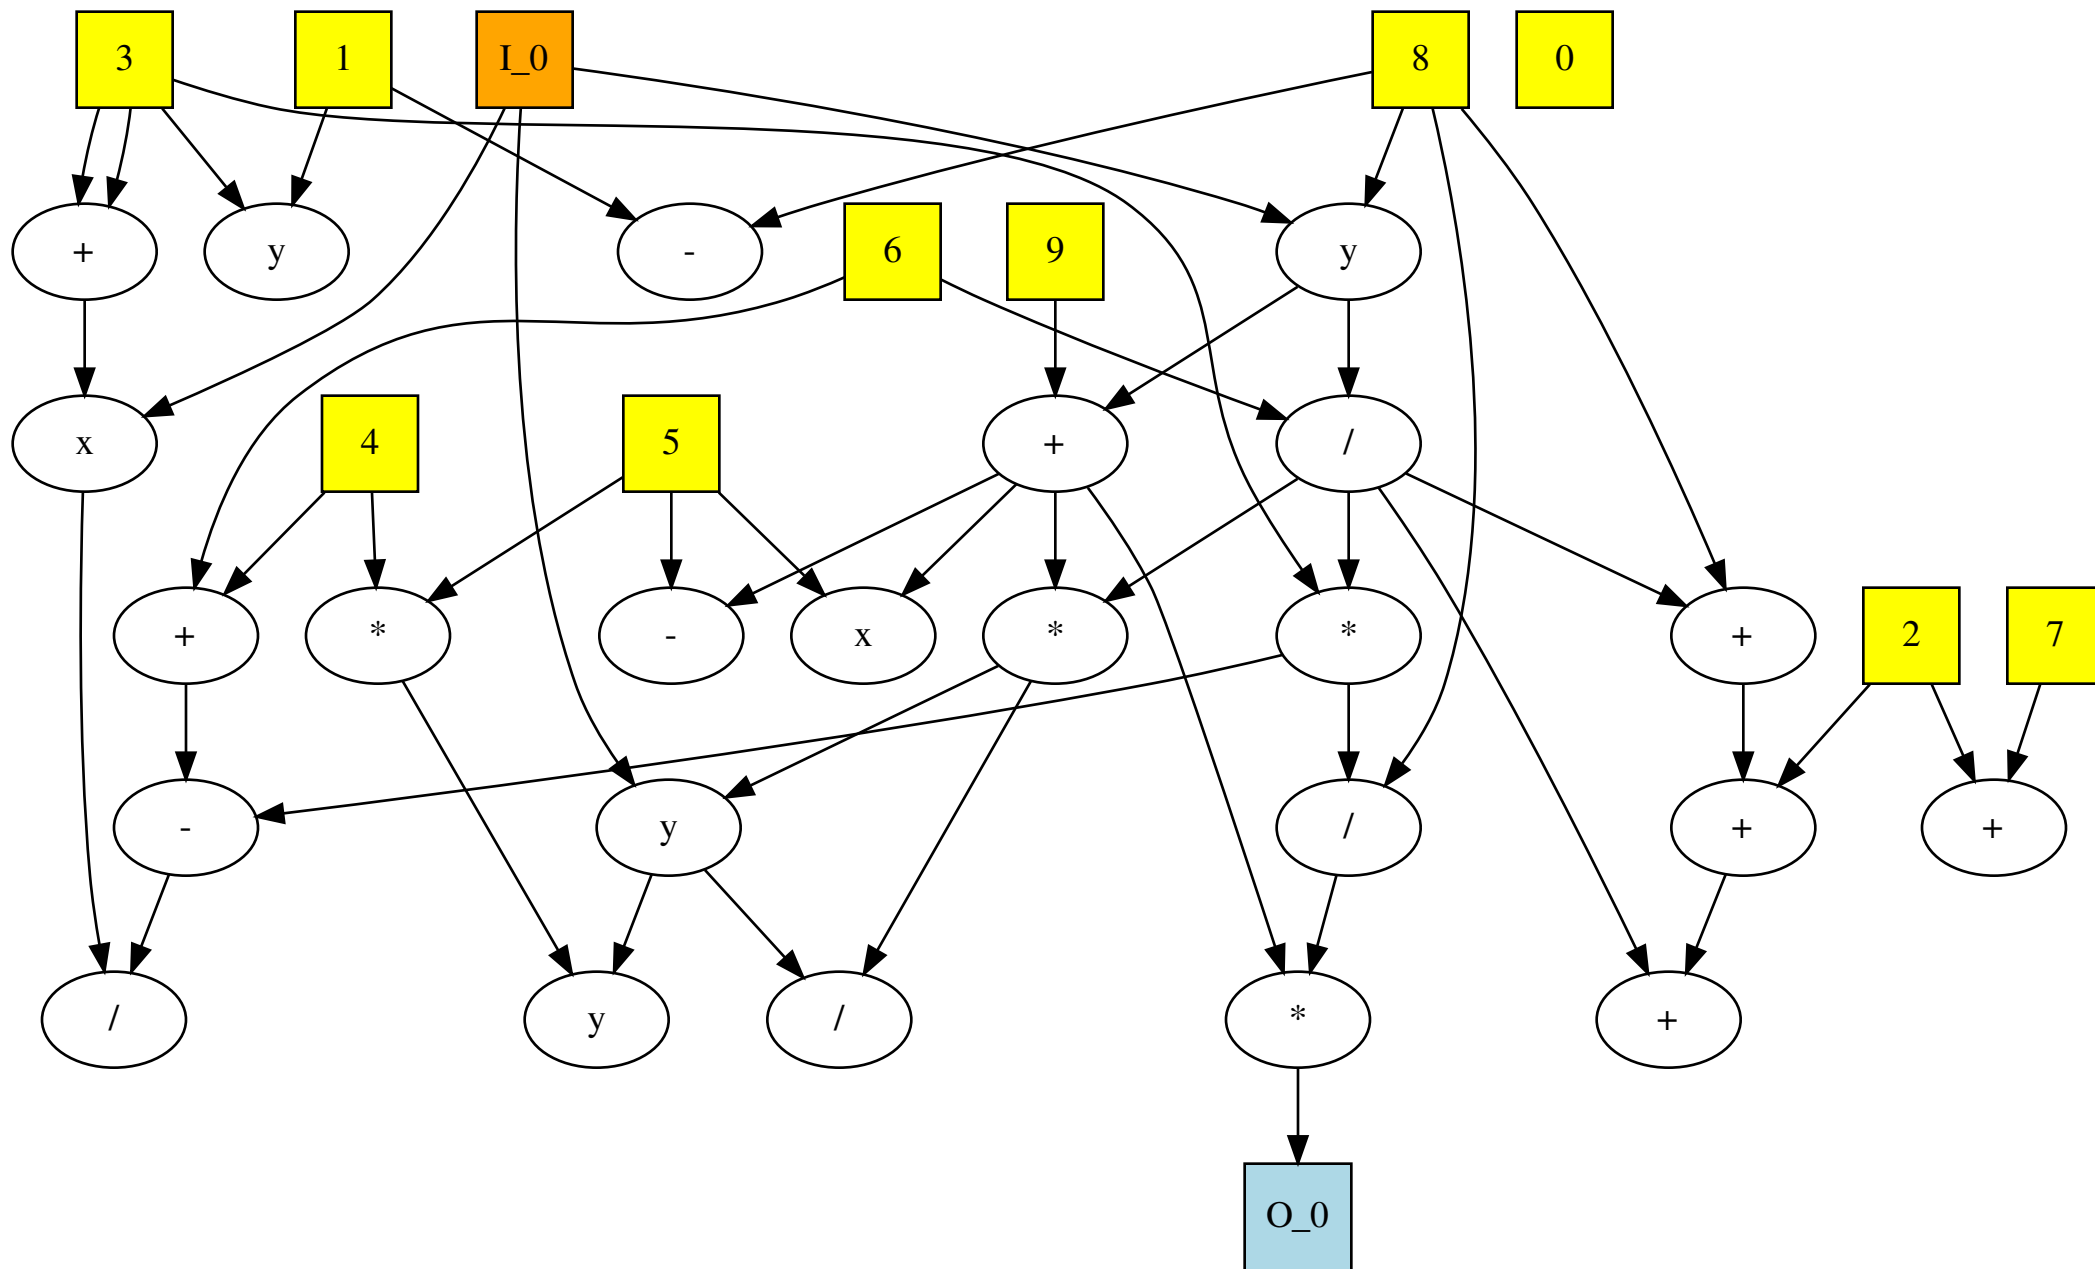 3 1 I_0 8 0
+ y - 6 9 y
x 4 5 + /
+ * - x * * + 2 7
- y / + +
/ y / * +
O_0